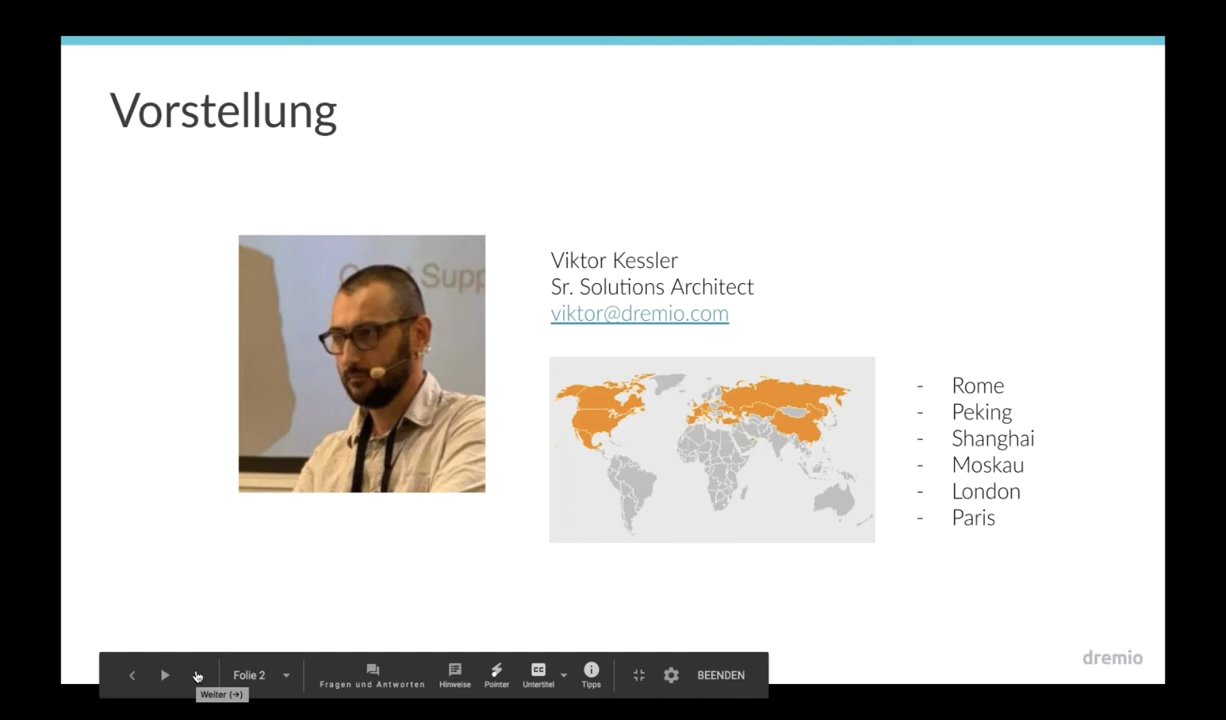 Vorstellung
Supp
Viktor Kessler
Sr. Solutions Architect
viktor@dremio.com
- Rome
- Peking
- Shanghai
- Moskau
- London
- Paris
dremio
Folie 2
Fragen und Antworten
Hinweise
Pointer
Untertitel
Tipps
BEENDEN
Weiter (→)